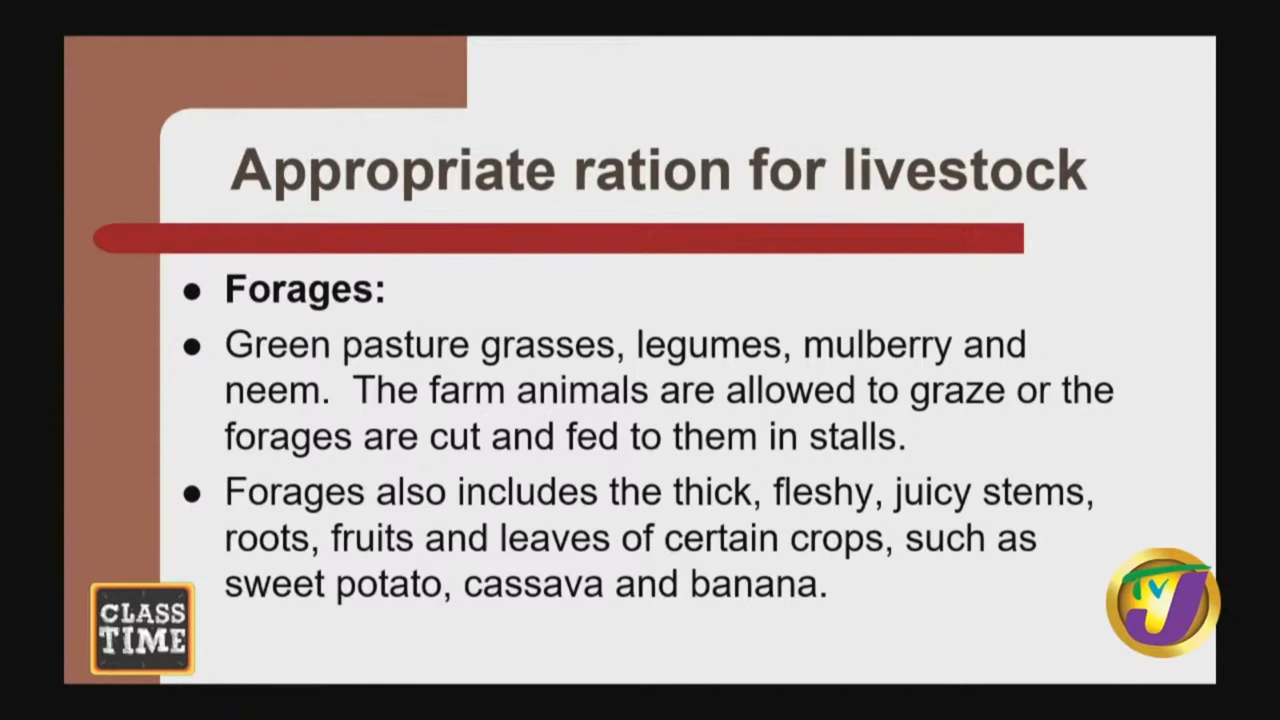 Appropriate ration for livestock
● Forages:
● Green pasture grasses, legumes, mulberry and
neem.  The farm animals are allowed to graze or the
forages are cut and fed to them in stalls.
● Forages also includes the thick, fleshy, juicy stems,
roots, fruits and leaves of certain crops, such as
sweet potato, cassava and banana.
CLASS
TIME
TVJ